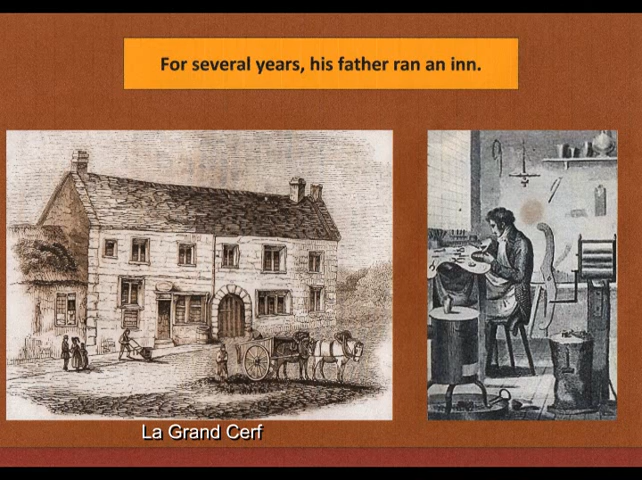 For several years, his father ran an inn.
La Grand Cerf